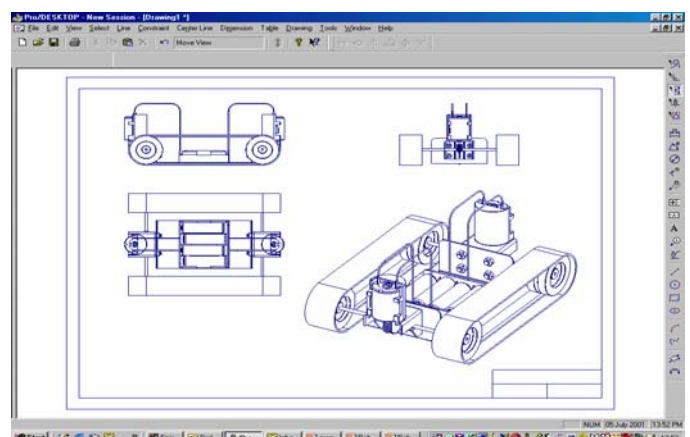 Pro/DESKTOP - New Session - [Drawing1 *]
File Edit View Select Line Constraint Center Line Dimension Table Drawing Tools Window Help
Move View
A
NUM 05 July 2001 13:52 PM
Start